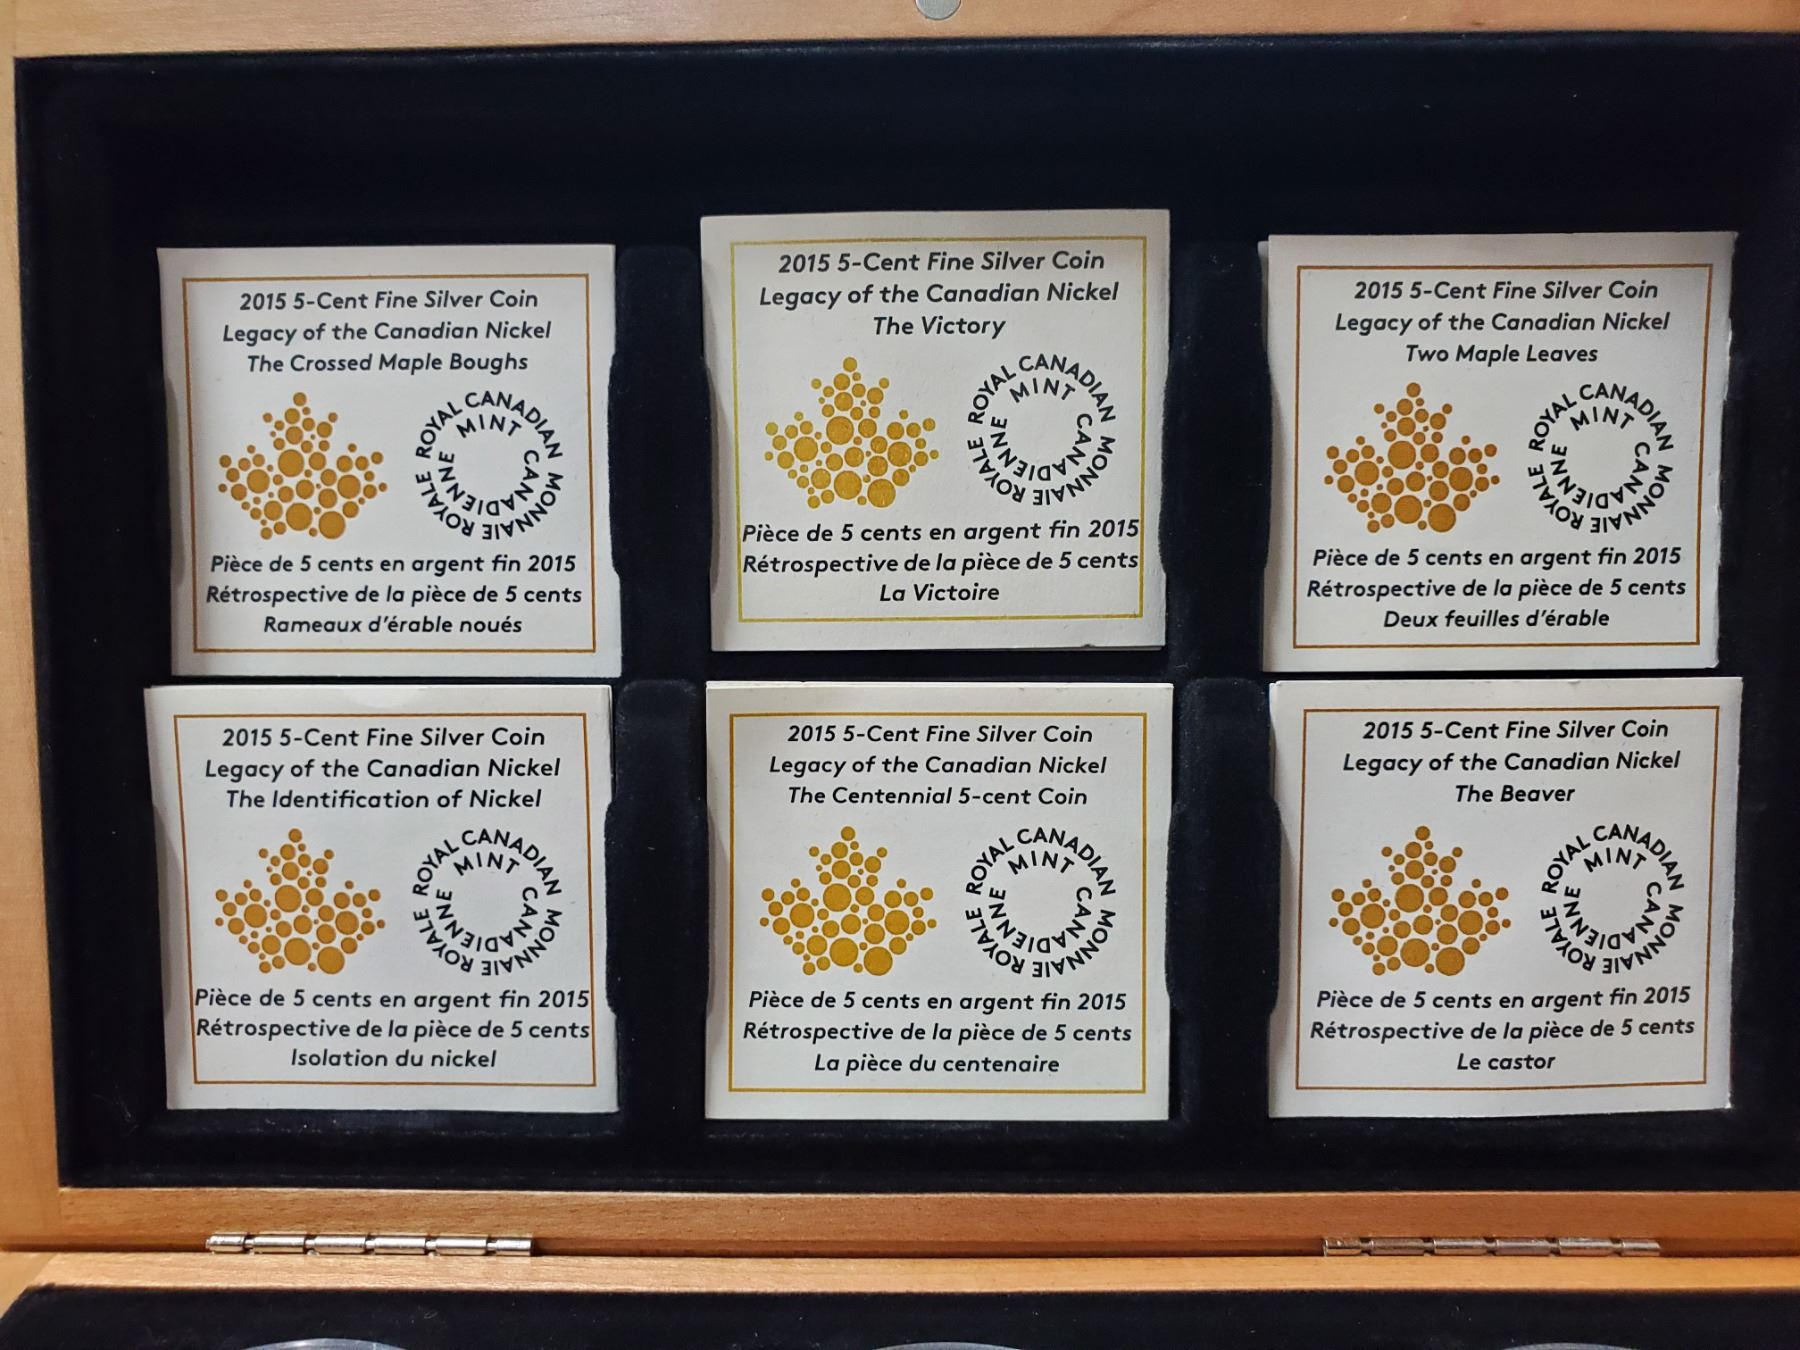 2015 5-Cent Fine Silver Coin
Legacy of the Canadian Nickel
The Crossed Maple Boughs
ROYAL CANADIAN MINT
MONNAIE ROYALE CANADIENNE
Pièce de 5 cents en argent fin 2015
Rétrospective de la pièce de 5 cents
Rameaux d'érable noués
2015 5-Cent Fine Silver Coin
Legacy of the Canadian Nickel
The Victory
ROYAL CANADIAN MINT
MONNAIE ROYALE CANADIENNE
Pièce de 5 cents en argent fin 2015
Rétrospective de la pièce de 5 cents
La Victoire
2015 5-Cent Fine Silver Coin
Legacy of the Canadian Nickel
Two Maple Leaves
ROYAL CANADIAN MINT
MONNAIE ROYALE CANADIENNE
Pièce de 5 cents en argent fin 2015
Rétrospective de la pièce de 5 cents
Deux feuilles d'érable
2015 5-Cent Fine Silver Coin
Legacy of the Canadian Nickel
The Identification of Nickel
ROYAL CANADIAN MINT
MONNAIE ROYALE CANADIENNE
Pièce de 5 cents en argent fin 2015
Rétrospective de la pièce de 5 cents
Isolation du nickel
2015 5-Cent Fine Silver Coin
Legacy of the Canadian Nickel
The Centennial 5-cent Coin
ROYAL CANADIAN MINT
MONNAIE ROYALE CANADIENNE
Pièce de 5 cents en argent fin 2015
Rétrospective de la pièce de 5 cents
La pièce du centenaire
2015 5-Cent Fine Silver Coin
Legacy of the Canadian Nickel
The Beaver
ROYAL CANADIAN MINT
MONNAIE ROYALE CANADIENNE
Pièce de 5 cents en argent fin 2015
Rétrospective de la pièce de 5 cents
Le castor